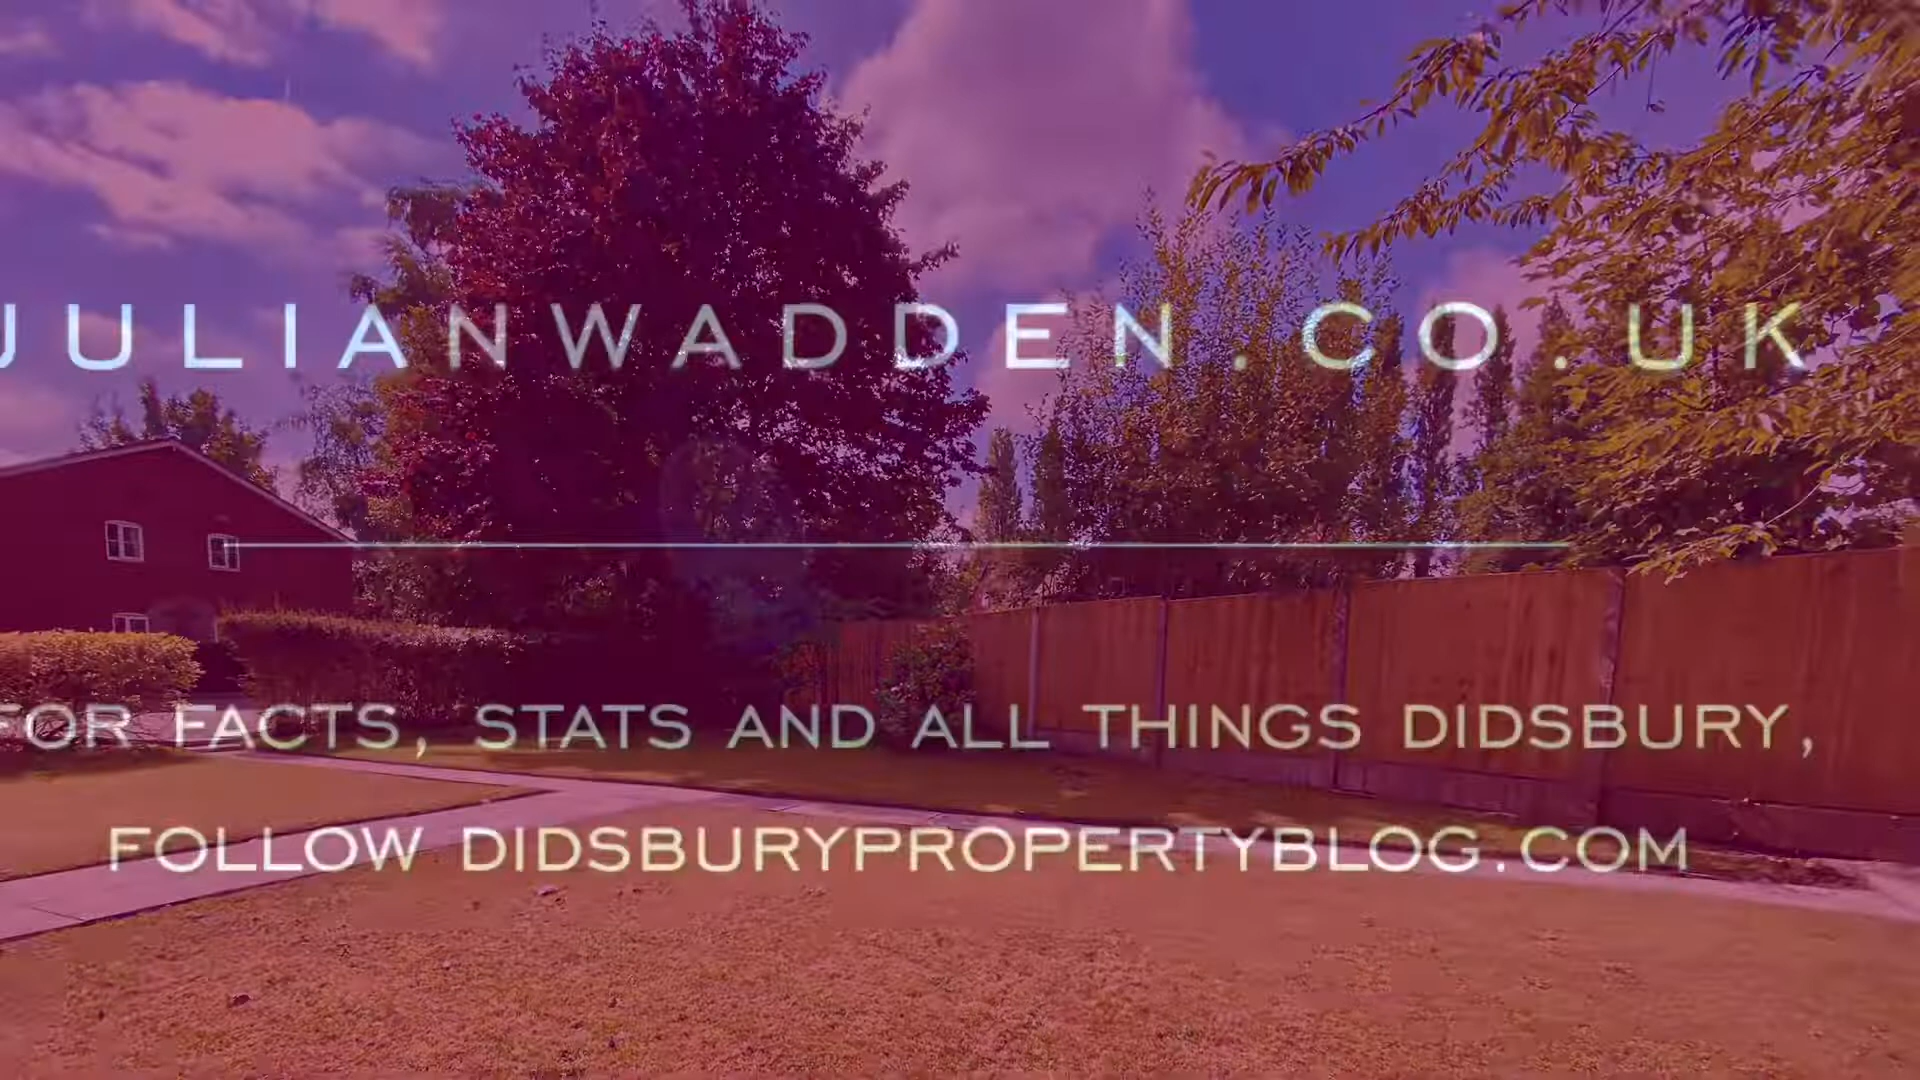 JULIANWADDEN.CO.UK
FOR FACTS, STATS AND ALL THINGS DIDSBURY,
FOLLOW DIDSBURYPROPERTYBLOG.COM